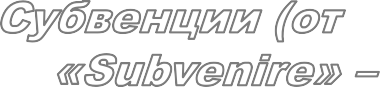 Субвенции (от
«Subvenire» –